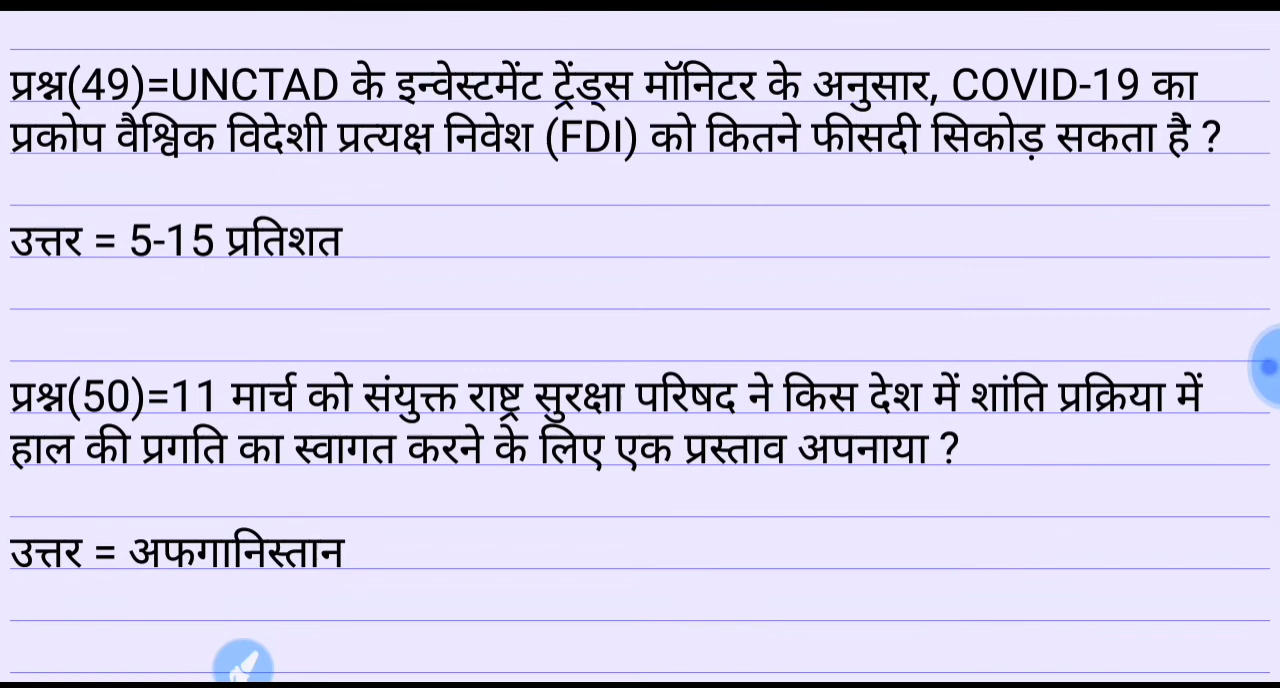 प्रश्न(49)=UNCTAD के इन्वेस्टमेंट ट्रेंड्स मॉनिटर के अनुसार, COVID-19 का
प्रकोप वैश्विक विदेशी प्रत्यक्ष निवेश (FDI) को कितने फीसदी सिकोड़ सकता है ?
उत्तर = 5-15 प्रतिशत
प्रश्न(50)=11 मार्च को संयुक्त राष्ट्र सुरक्षा परिषद ने किस देश में शांति प्रक्रिया में
हाल की प्रगति का स्वागत करने के लिए एक प्रस्ताव अपनाया ?
उत्तर = अफगानिस्तान